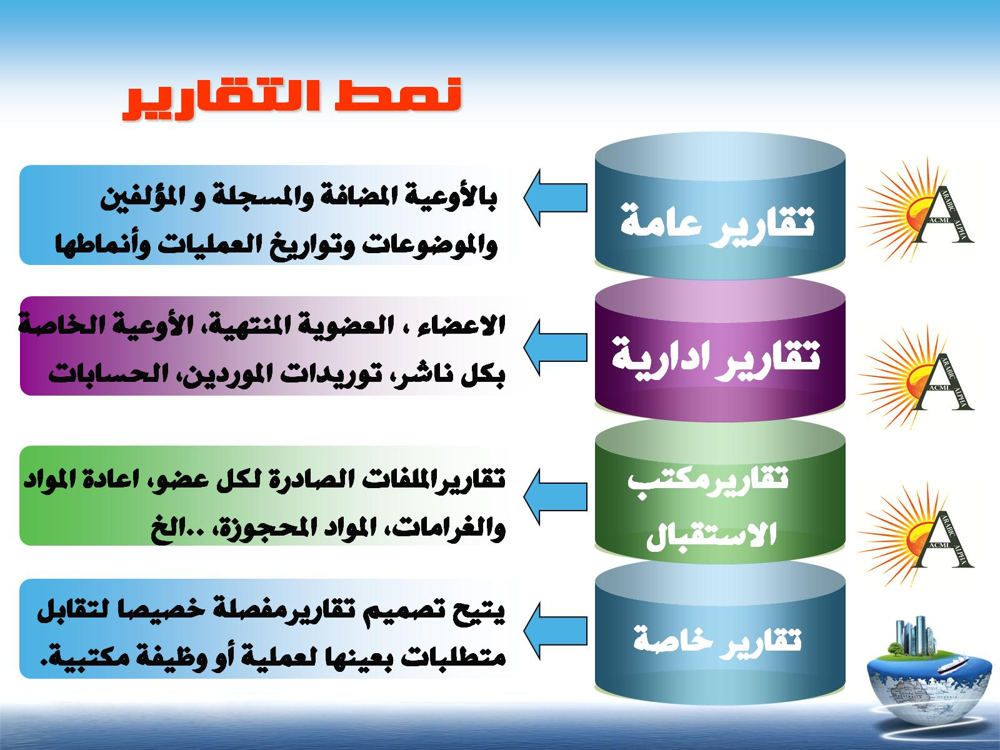 نمط التقارير
تقارير عامة
بالأوعية المضافة والمسجلة و المؤلفين
والموضوعات وتواريخ العمليات وأنماطها
ARABIC
ACML
ALPHA
تقارير ادارية
الاعضاء ، العضوية المنتهية، الأوعية الخاصة
بكل ناشر، توريدات الموردين، الحسابات
ARABIC
ACML
ALPHA
تقاريرمكتب
الاستقبال
تقاريرالملفات الصادرة لكل عضو، اعادة المواد
والغرامات، المواد المحجوزة، ..الخ
ARABIC
ACML
ALPHA
تقارير خاصة
يتيح تصميم تقاريرمفصلة خصيصا لتقابل
متطلبات بعينها لعملية أو وظيفة مكتبية.
AUSTRALIA
OCEANIA